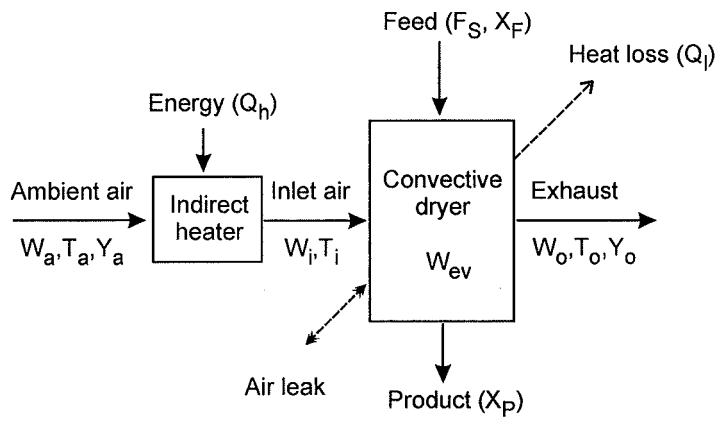 Feed (F_S, X_F)
Heat loss (Q_l)
Energy (Q_h)
Ambient air
Indirect
heater
Inlet air
Convective
dryer
Exhaust
W_a,T_a,Y_a
W_i,T_i
W_ev
W_o,T_o,Y_o
Air leak
Product (X_P)